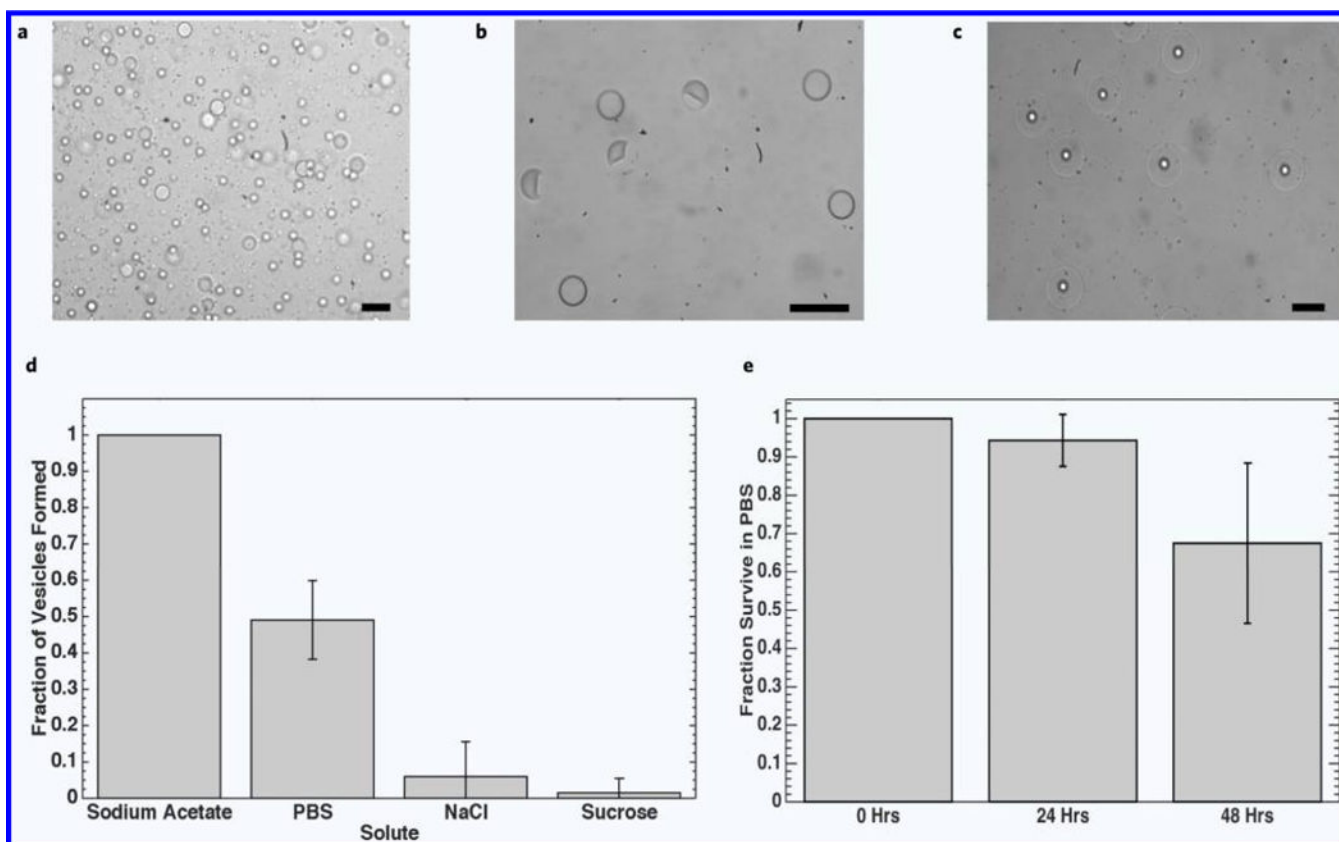 a
b
c
d
1
0.9
0.8
0.7
0.6
0.5
0.4
0.3
0.2
0.1
0
Fraction of Vesicles Formed
Sodium Acetate PBS NaCl Sucrose
Solute
e
1
0.9
0.8
0.7
0.6
0.5
0.4
0.3
0.2
0.1
0
Fraction Survive in PBS
0 Hrs 24 Hrs 48 Hrs